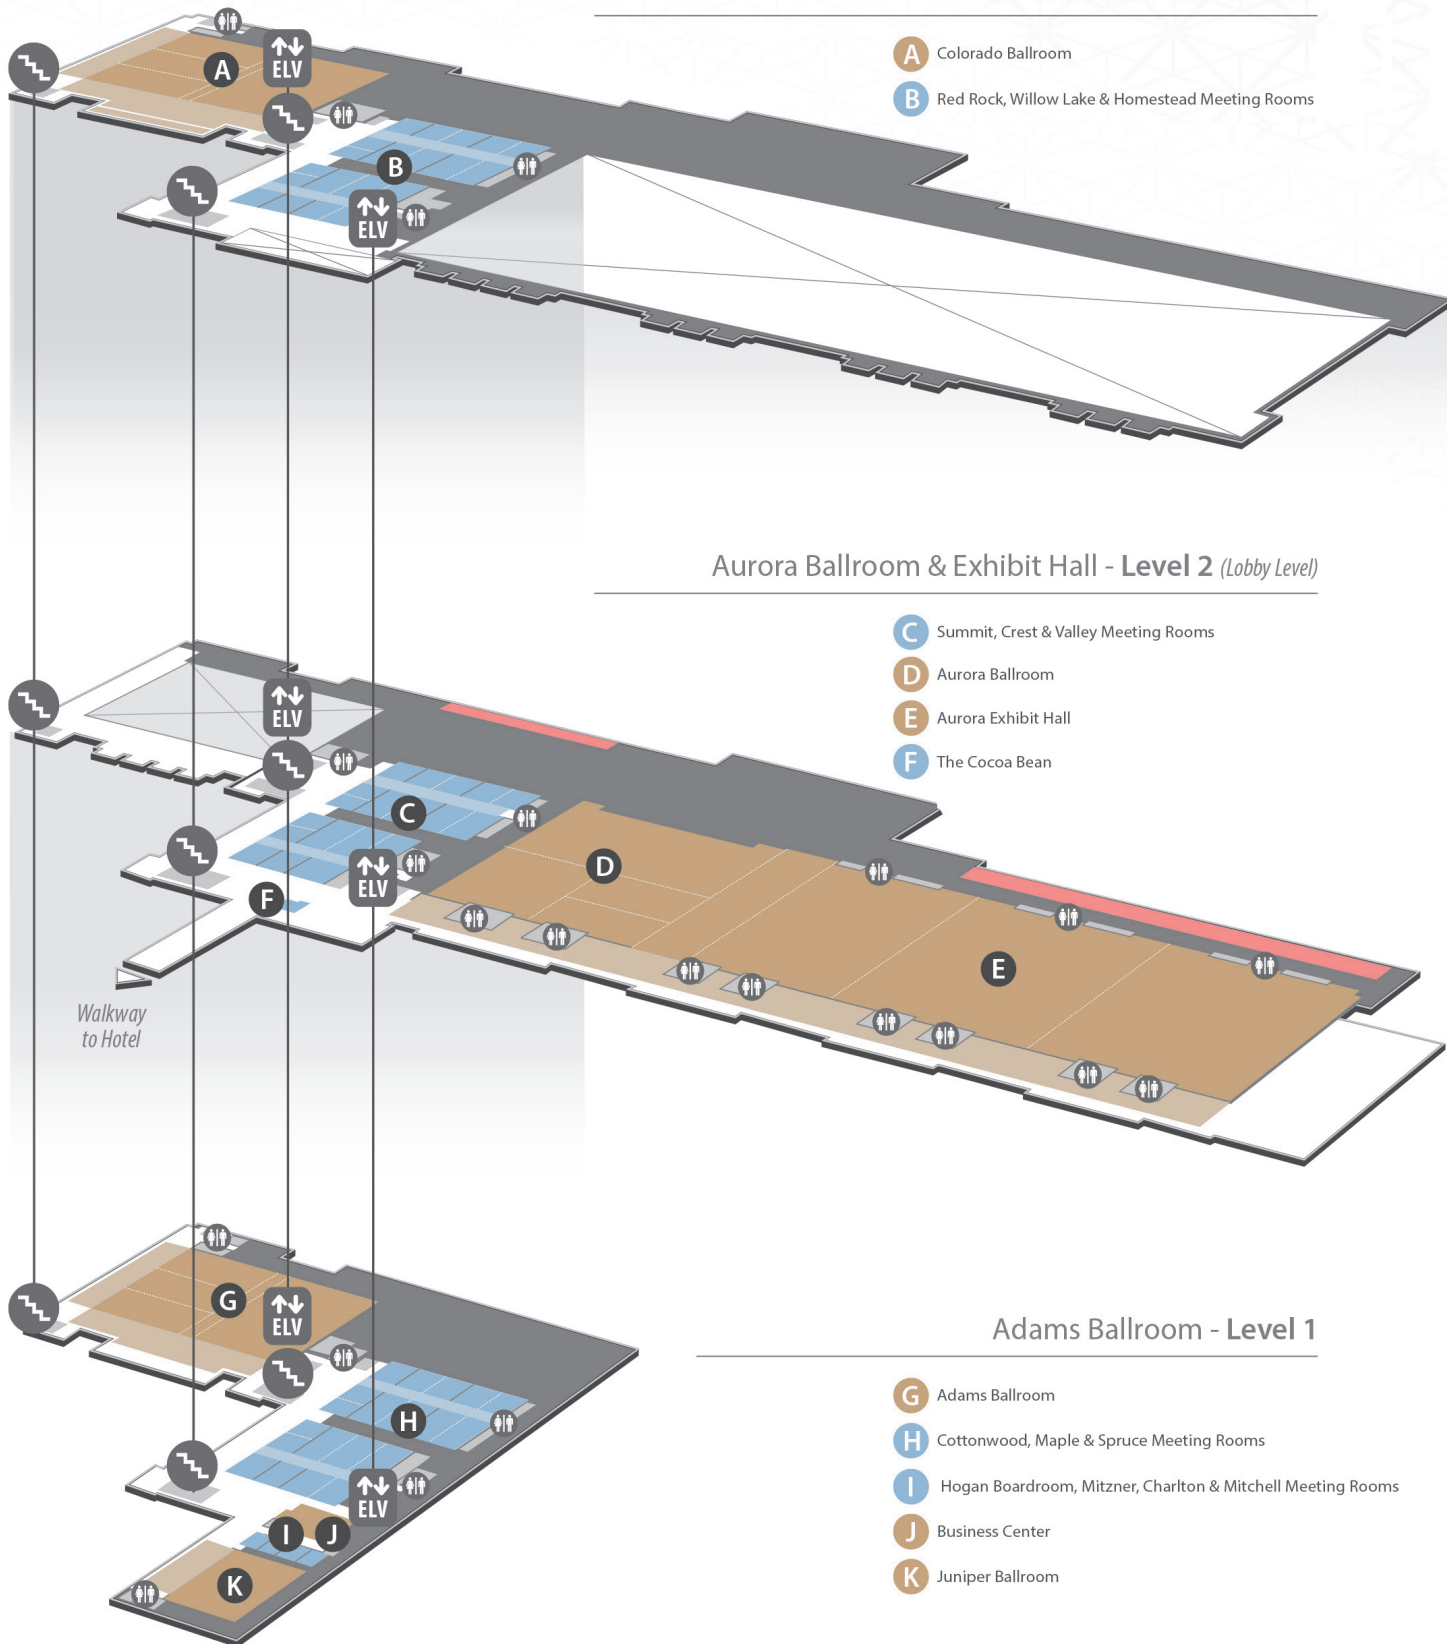 A Colorado Ballroom
B Red Rock, Willow Lake & Homestead Meeting Rooms
A
ELV
B
ELV
Aurora Ballroom & Exhibit Hall - Level 2 (Lobby Level)
C Summit, Crest & Valley Meeting Rooms
D Aurora Ballroom
E Aurora Exhibit Hall
F The Cocoa Bean
ELV
C
D
ELV
F
E
Walkway
to Hotel
G
ELV
Adams Ballroom - Level 1
G Adams Ballroom
H Cottonwood, Maple & Spruce Meeting Rooms
I Hogan Boardroom, Mitzner, Charlton & Mitchell Meeting Rooms
J Business Center
K Juniper Ballroom
H
ELV
I
J
K